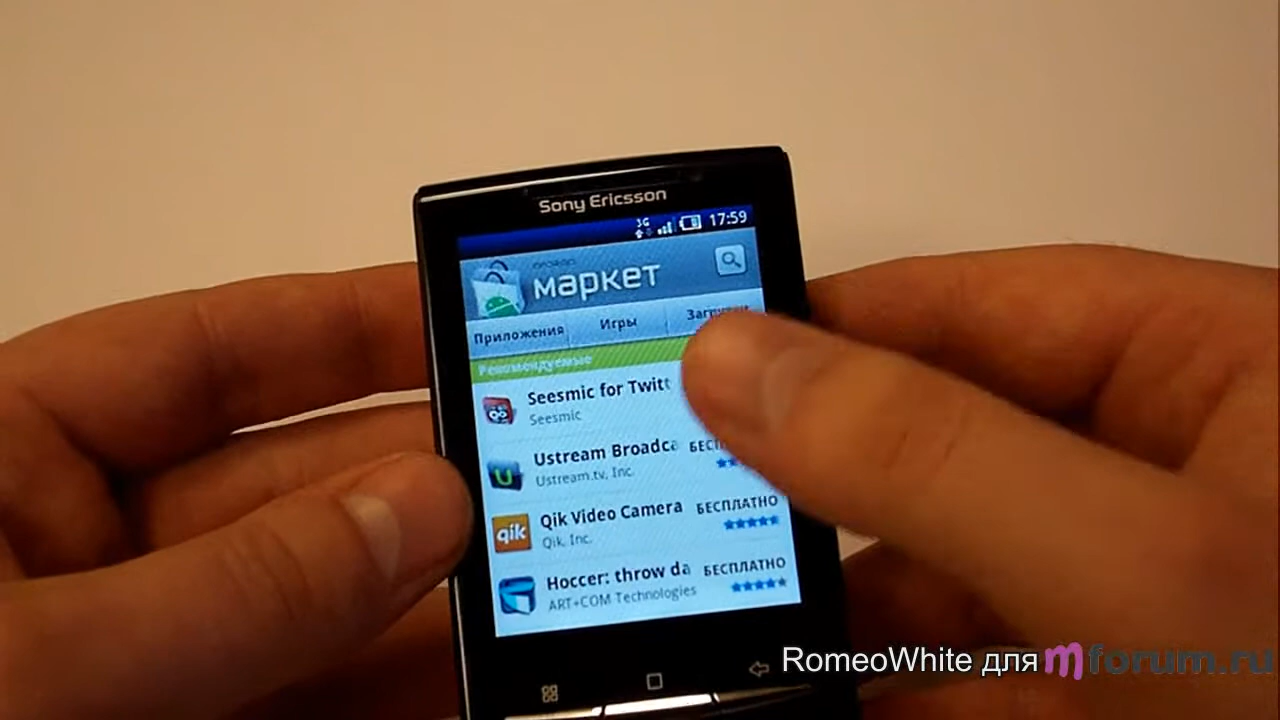 Sony Ericsson
3G 17:59
маркет
Приложения Игры
Рекомендуемые
Seesmic for Twitt
Seesmic
Ustream Broadca
Ustream.tv, Inc.
Qik Video Camera БЕСПЛАТНО
qik
Qik, Inc.
Hoccer: throw da БЕСПЛАТНО
ART+COM Technologies
RomeoWhite для mforum.ru